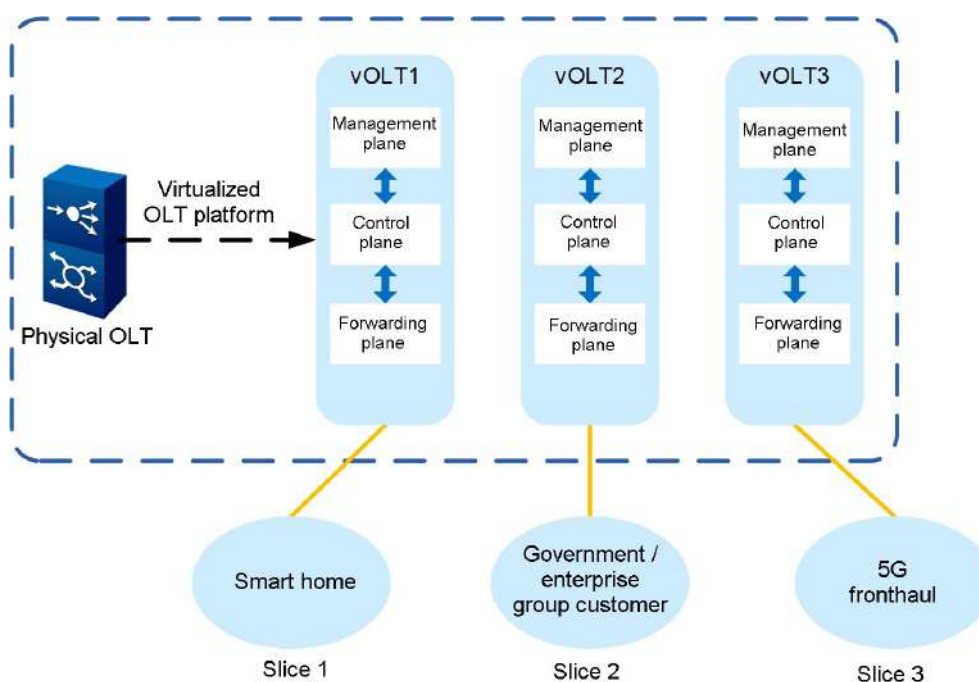 vOLT1
vOLT2
vOLT3
Management
plane
Management
plane
Management
plane
Virtualized
OLT platform
Control
plane
Control
plane
Control
plane
Physical OLT
Forwarding
plane
Forwarding
plane
Forwarding
plane
Smart home
Government /
enterprise
group customer
5G
fronthaul
Slice 1
Slice 2
Slice 3